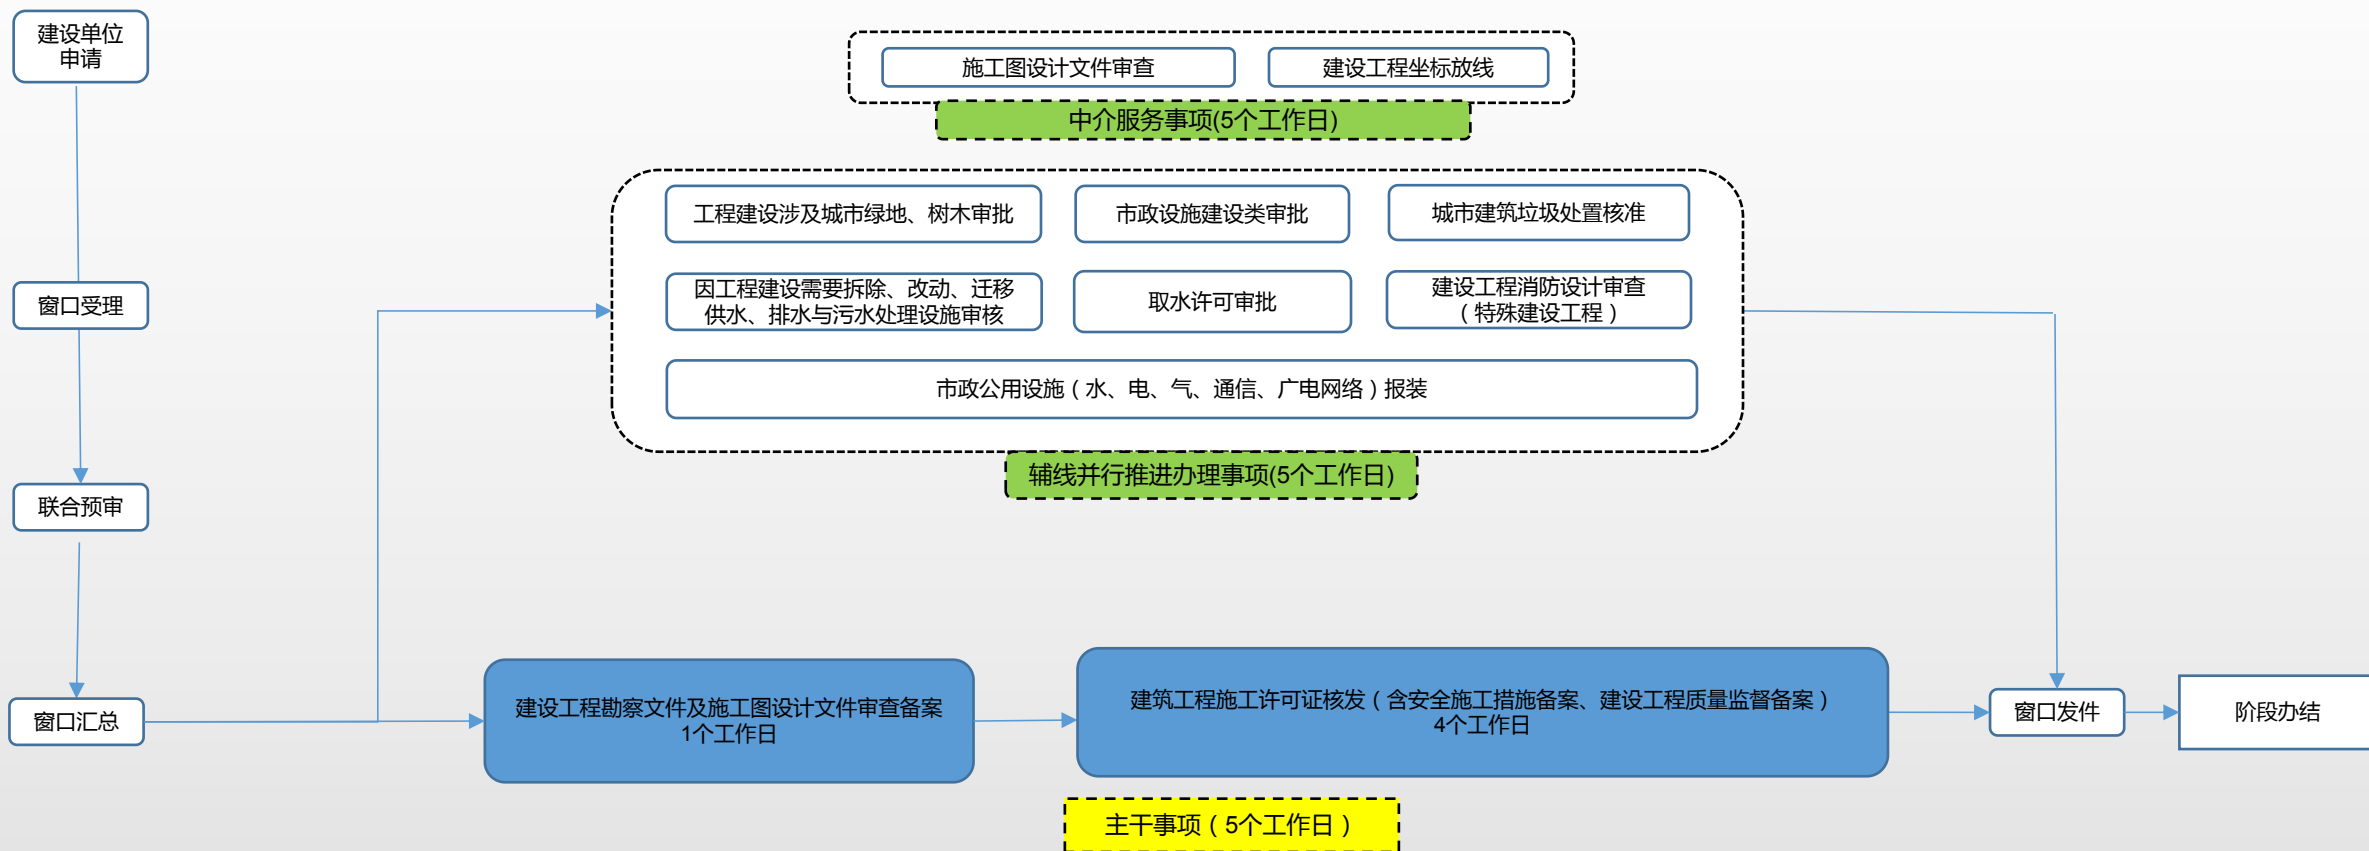 建设单位
申请
施工图设计文件审查
建设工程坐标放线
中介服务事项(5个工作日)
工程建设涉及城市绿地、树木审批
市政设施建设类审批
城市建筑垃圾处置核准
窗口受理
因工程建设需要拆除、改动、迁移
供水、排水与污水处理设施审核
取水许可审批
建设工程消防设计审查
（特殊建设工程）
市政公用设施（水、电、气、通信、广电网络）报装
辅线并行推进办理事项(5个工作日)
联合预审
窗口汇总
建设工程勘察文件及施工图设计文件审查备案
1个工作日
建筑工程施工许可证核发（含安全施工措施备案、建设工程质量监督备案）
4个工作日
窗口发件
阶段办结
主干事项（5个工作日）